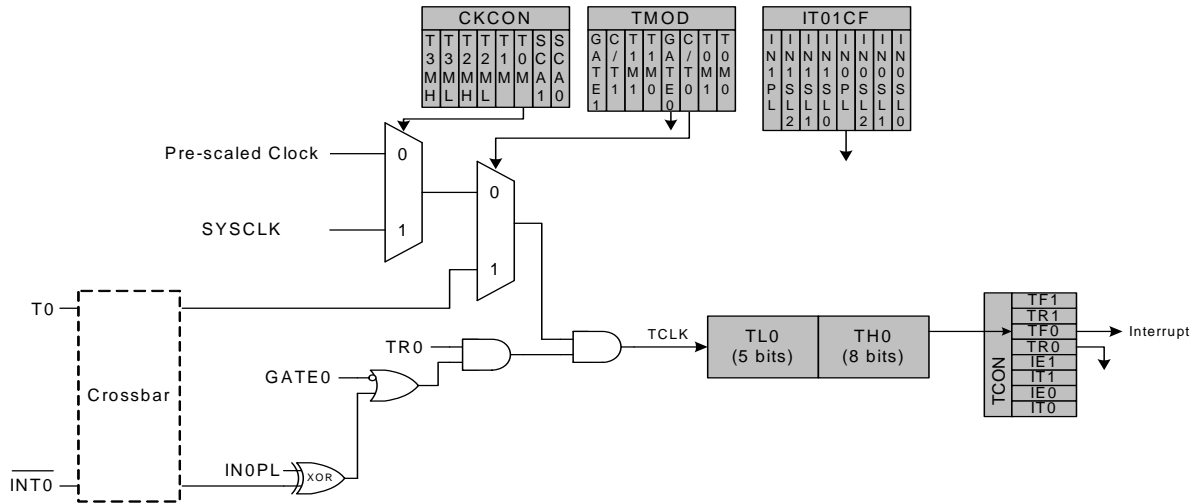 CKCON
T3MH T3ML T2MH T2ML T1M T0M SCA1 SCA0
TMOD
GATE1 C/T1 T1M1 T1M0 GATE0 C/T0 T0M1 T0M0
IT01CF
IN1PL IN1SL2 IN1SL1 IN1SL0 IN0PL IN0SL2 IN0SL1 IN0SL0
Pre-scaled Clock
0
SYSCLK
1
0
1
T0
Crossbar
INT0
TR0
GATE0
IN0PL
XOR
TCLK
TL0
(5 bits)
TH0
(8 bits)
TCON
TF1
TR1
TF0
TR0
IE1
IT1
IE0
IT0
Interrupt